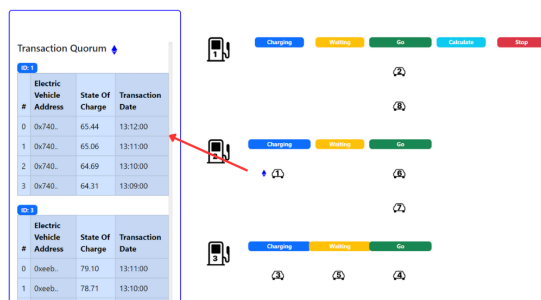 Transaction Quorum
ID: 1
# Electric Vehicle Address State Of Charge Transaction Date
0 0x740.. 65.44 13:12:00
1 0x740.. 65.06 13:11:00
2 0x740.. 64.69 13:10:00
3 0x740.. 64.31 13:09:00
ID: 3
# Electric Vehicle Address State Of Charge Transaction Date
0 0xeeb.. 79.10 13:11:00
1 0xeeb.. 78.71 13:10:00
1 Charging Waiting Go Calculate Stop
2
8
2 Charging Waiting Go
1 6
7
3 Charging Waiting Go
3 5 4